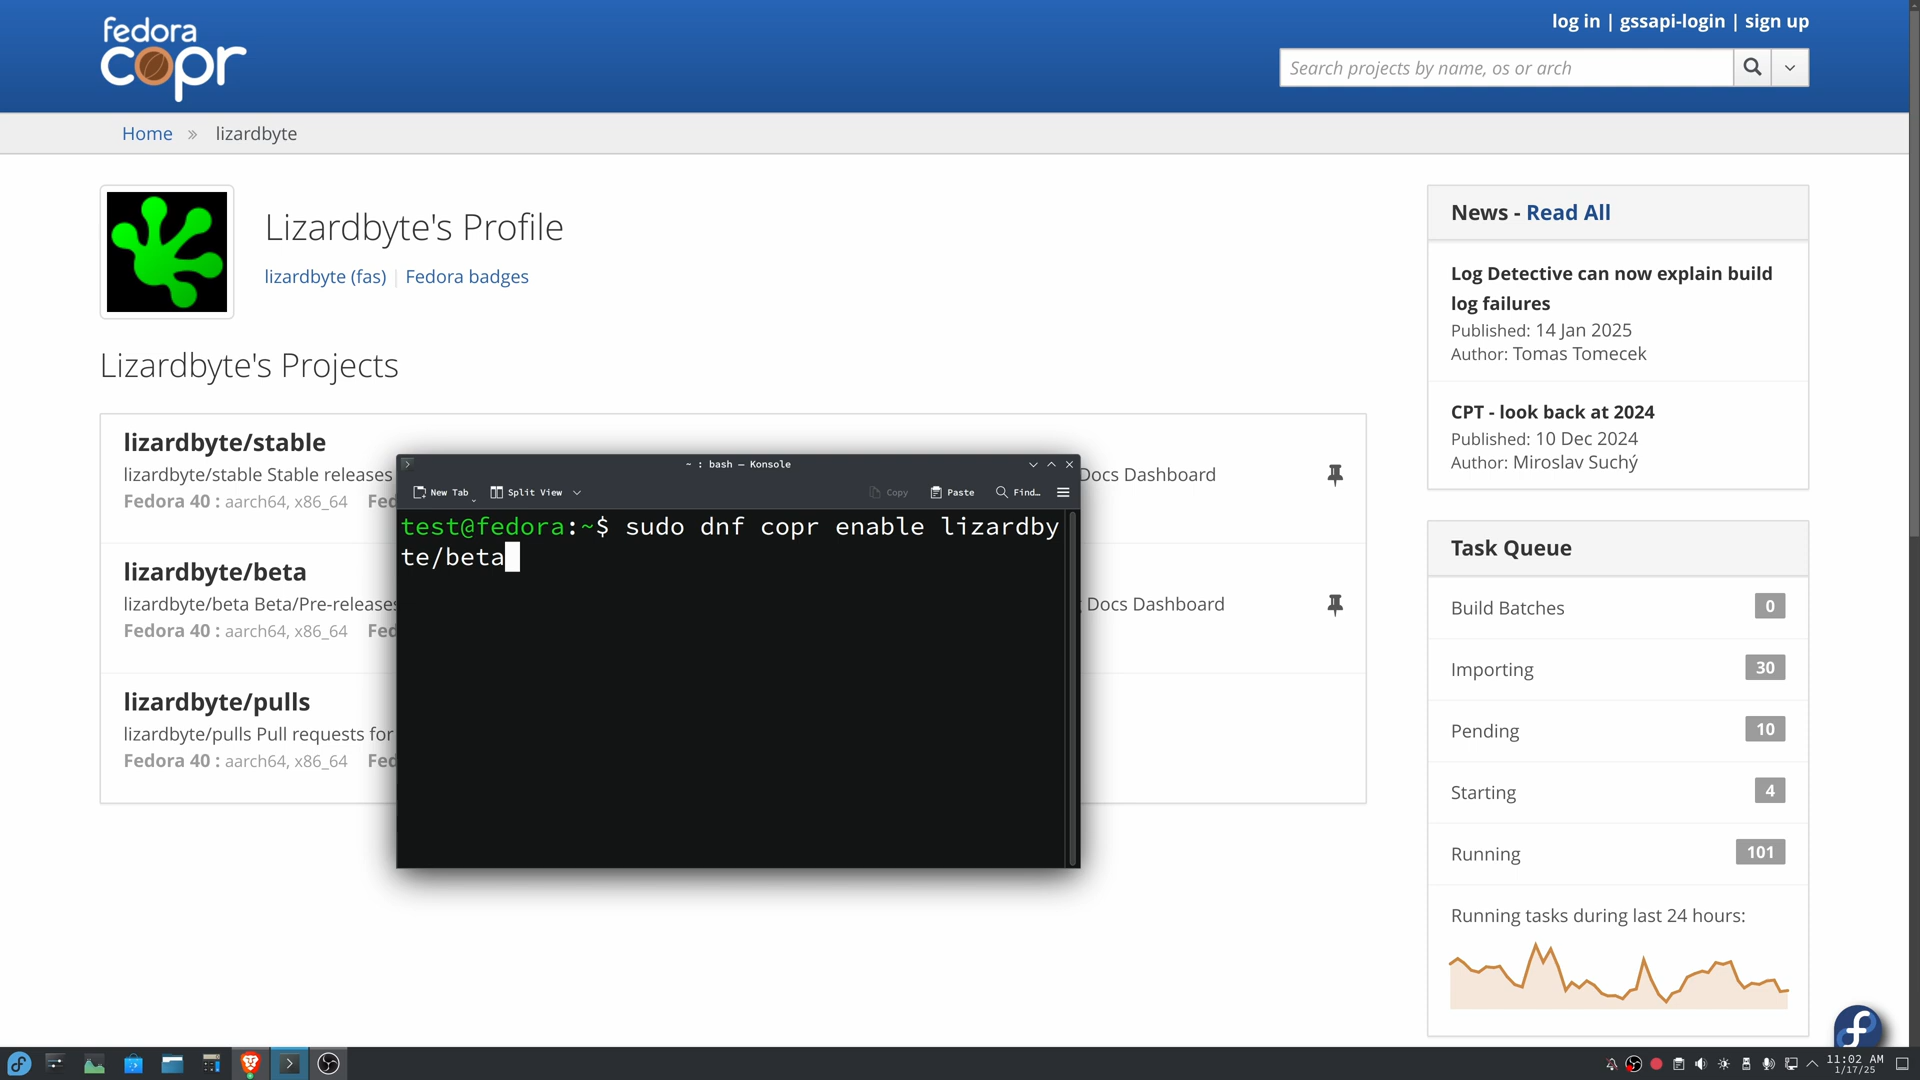 fedora
copr
log in | gssapi-login | sign up
Search projects by name, os or arch
Home » lizardbyte
Lizardbyte's Profile
lizardbyte (fas) | Fedora badges
Lizardbyte's Projects
lizardbyte/stable
lizardbyte/stable Stable releases
Docs Dashboard
Fedora 40 : aarch64, x86_64 Fed
lizardbyte/beta
lizardbyte/beta Beta/Pre-releases
Docs Dashboard
Fedora 40 : aarch64, x86_64 Fed
lizardbyte/pulls
lizardbyte/pulls Pull requests for
Fedora 40 : aarch64, x86_64 Fed
~ : bash — Konsole
New Tab Split View Copy Paste Find...
test@fedora:~$ sudo dnf copr enable lizardby
te/beta
News - Read All
Log Detective can now explain build
log failures
Published: 14 Jan 2025
Author: Tomas Tomecek
CPT - look back at 2024
Published: 10 Dec 2024
Author: Miroslav Suchý
Task Queue
Build Batches 0
Importing 30
Pending 10
Starting 4
Running 101
Running tasks during last 24 hours:
11:02 AM
1/17/25